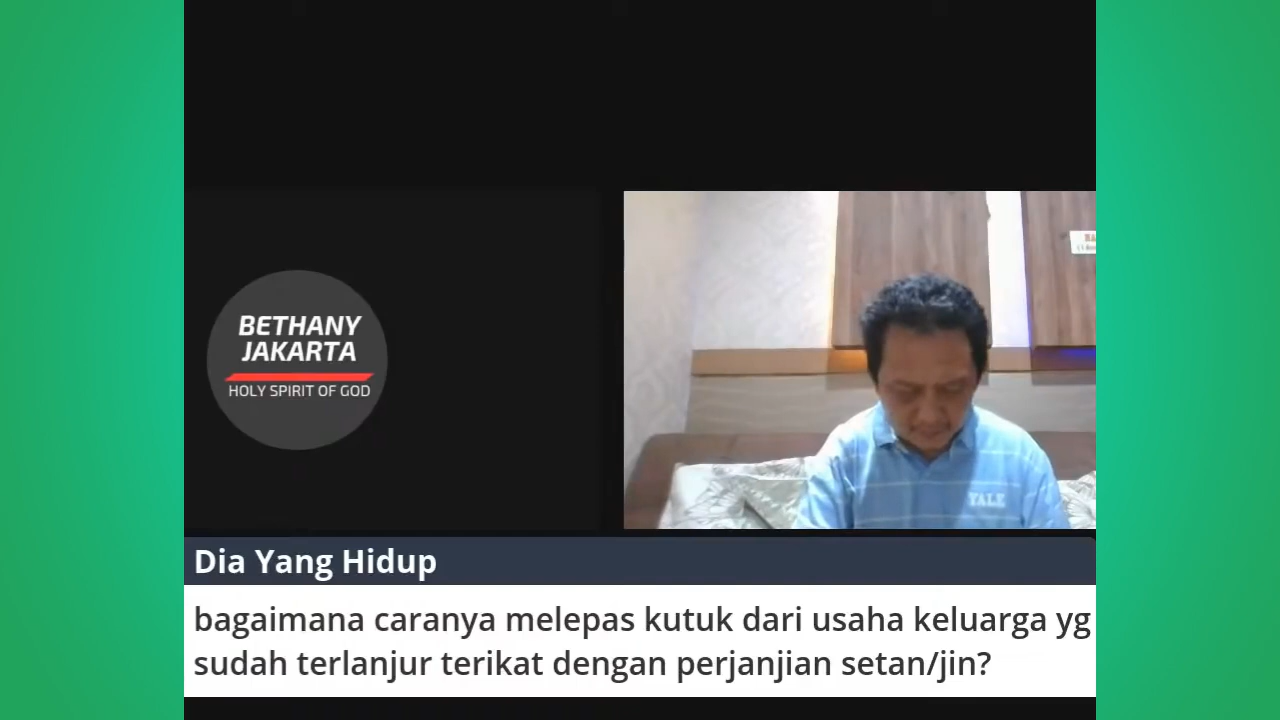 BETHANY
JAKARTA
HOLY SPIRIT OF GOD
YALE
Dia Yang Hidup
bagaimana caranya melepas kutuk dari usaha keluarga yg
sudah terlanjur terikat dengan perjanjian setan/jin?